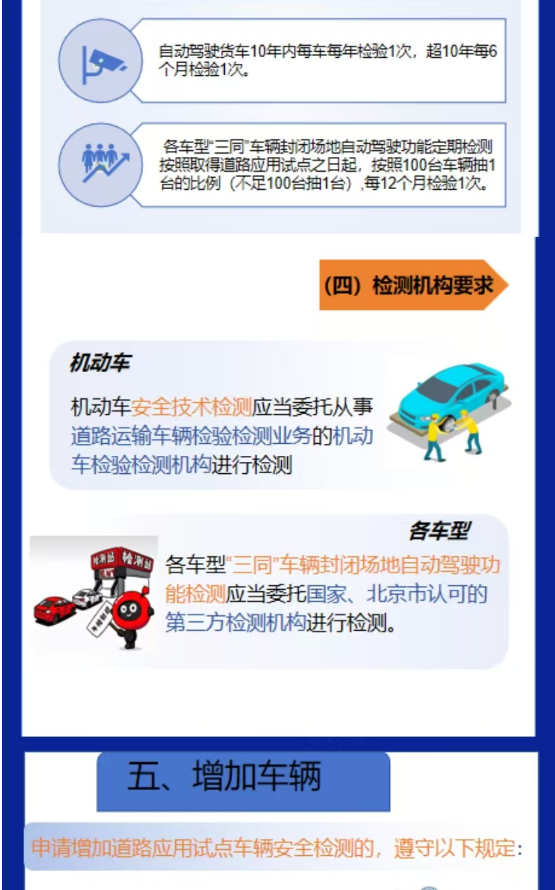 自动驾驶货车10年内每车每年检验1次，超10年每6
个月检验1次。
各车型“三同”车辆封闭场地自动驾驶功能定期检测
按照取得道路应用试点之日起，按照100台车辆抽1
台的比例（不足100台抽1台）,每12个月检验1次。
（四）检测机构要求
机动车
机动车安全技术检测应当委托从事
道路运输车辆检验检测业务的机动
车检验检测机构进行检测
各车型
检测站 检测站
各车型“三同”车辆封闭场地自动驾驶功
能检测应当委托国家、北京市认可的
第三方检测机构进行检测。
五、增加车辆
申请增加道路应用试点车辆安全检测的，遵守以下规定：